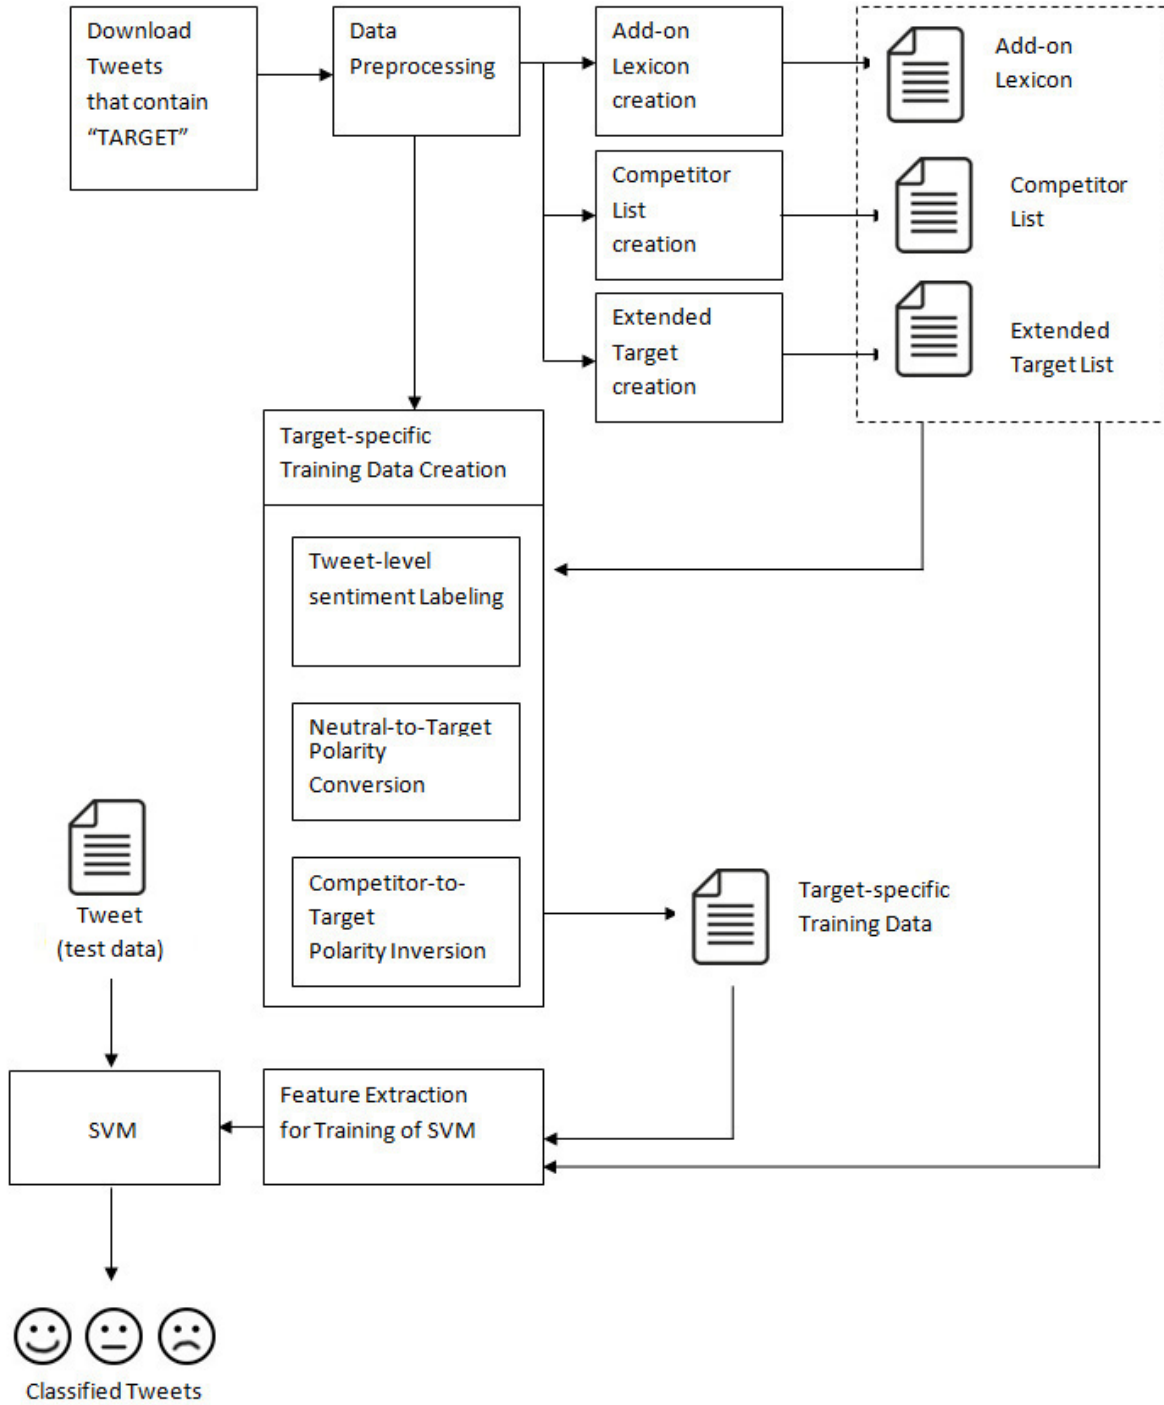 Download
Tweets
that contain
“TARGET”
Data
Preprocessing
Add-on
Lexicon
creation
Add-on
Lexicon
Competitor
List
creation
Competitor
List
Extended
Target
creation
Extended
Target List
Target-specific
Training Data Creation
Tweet-level
sentiment Labeling
Neutral-to-Target
Polarity
Conversion
Competitor-to-
Target
Polarity Inversion
Target-specific
Training Data
Tweet
(test data)
SVM
Feature Extraction
for Training of SVM
Classified Tweets